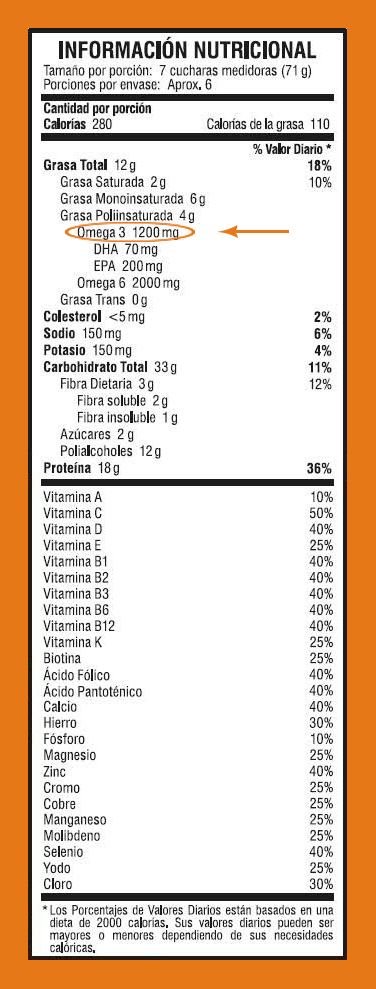 INFORMACIÓN NUTRICIONAL
Tamaño por porción: 7 cucharas medidoras (71 g)
Porciones por envase: Aprox. 6
Cantidad por porción
Calorías 280 Calorías de la grasa 110
% Valor Diario *
Grasa Total 12 g 18%
Grasa Saturada 2 g 10%
Grasa Monoinsaturada 6 g
Grasa Poliinsaturada 4 g
Omega 3 1200 mg
DHA 70 mg
EPA 200 mg
Omega 6 2000 mg
Grasa Trans 0 g
Colesterol <5 mg 2%
Sodio 150 mg 6%
Potasio 150 mg 4%
Carbohidrato Total 33 g 11%
Fibra Dietaria 3 g 12%
Fibra soluble 2 g
Fibra insoluble 1 g
Azúcares 2 g
Polialcoholes 12 g
Proteína 18 g 36%
Vitamina A 10%
Vitamina C 50%
Vitamina D 40%
Vitamina E 25%
Vitamina B1 40%
Vitamina B2 40%
Vitamina B3 40%
Vitamina B6 40%
Vitamina B12 40%
Vitamina K 25%
Biotina 25%
Ácido Fólico 40%
Ácido Pantoténico 40%
Calcio 40%
Hierro 30%
Fósforo 10%
Magnesio 25%
Zinc 40%
Cromo 25%
Cobre 25%
Manganeso 25%
Molibdeno 25%
Selenio 40%
Yodo 25%
Cloro 30%
* Los Porcentajes de Valores Diarios están basados en una
dieta de 2000 calorías. Sus valores diarios pueden ser
mayores o menores dependiendo de sus necesidades
calóricas.